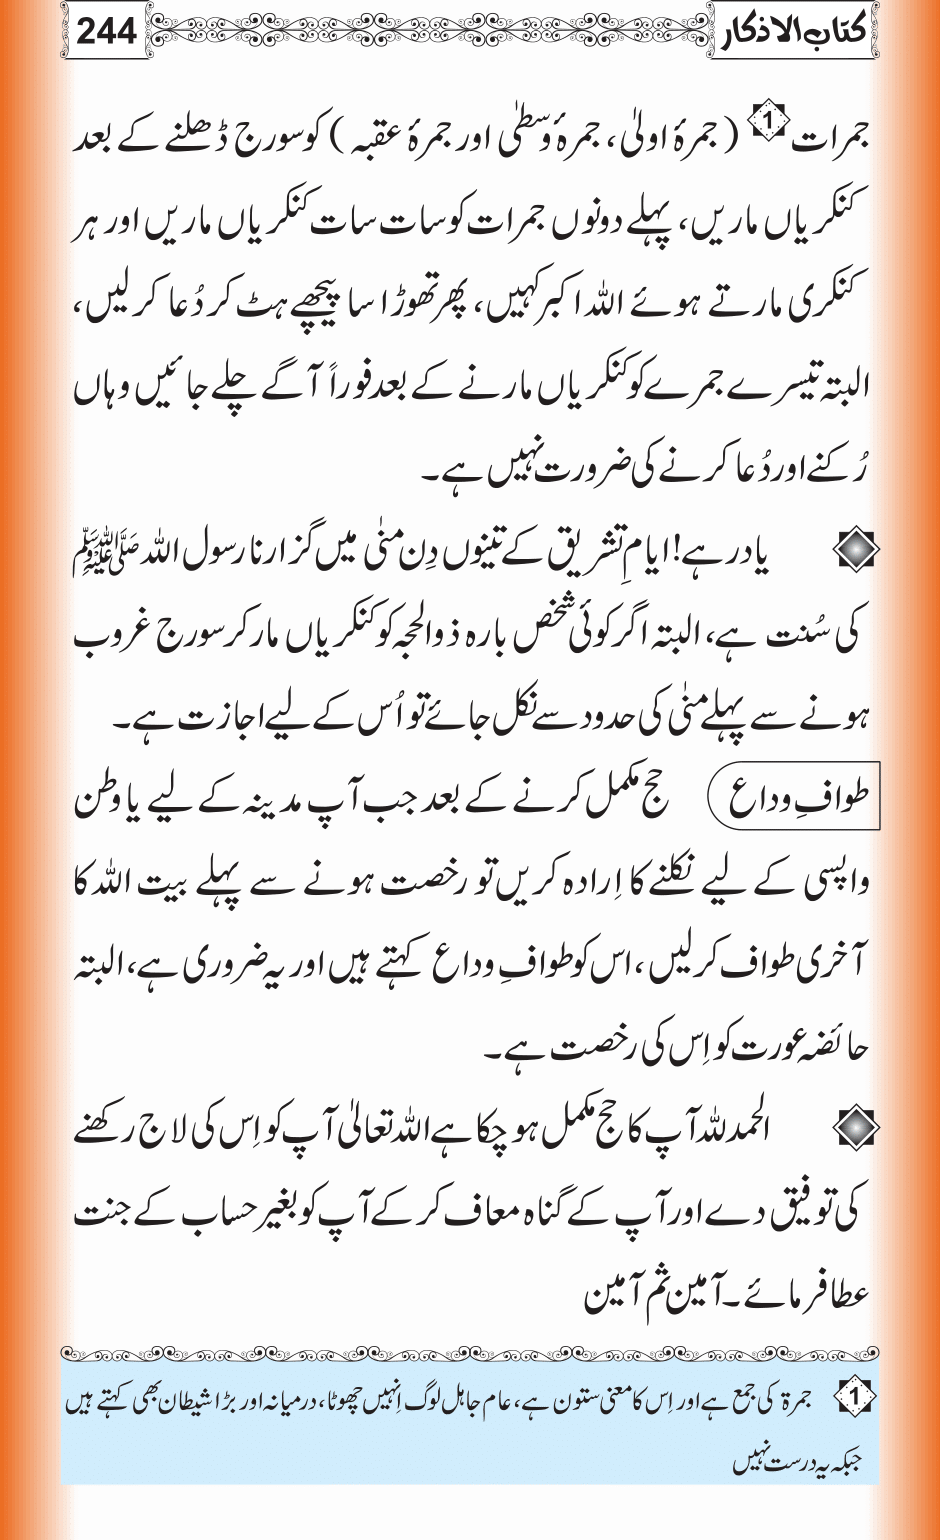 کتاب الاذکار 244
جمرات 1 (جمرۂ اولیٰ، جمرۂ وسطیٰ اور جمرۂ عقبہ) کو سورج ڈھلنے کے بعد
کنکریاں ماریں، پہلے دونوں جمرات کو سات سات کنکریاں ماریں اور ہر
کنکری مارتے ہوئے اللہ اکبر کہیں، پھر تھوڑا سا پیچھے ہٹ کر دُعا کرلیں،
البتہ تیسرے جمرے کو کنکریاں مارنے کے بعد فوراً آگے چلے جائیں وہاں
رُکنے اور دُعا کرنے کی ضرورت نہیں ہے۔
یاد رہے! ایامِ تشریق کے تینوں دِن منیٰ میں گزارنا رسول اللہ ﷺ
کی سُنت ہے، البتہ اگر کوئی شخص بارہ ذوالحجہ کو کنکریاں مار کر سورج غروب
ہونے سے پہلے منیٰ کی حدود سے نکل جائے تو اُس کے لیے اجازت ہے۔
طوافِ وداع حج مکمل کرنے کے بعد جب آپ مدینہ کے لیے یا وطن
واپسی کے لیے نکلنے کا اِرادہ کریں تو رخصت ہونے سے پہلے بیت اللہ کا
آخری طواف کرلیں، اس کو طوافِ وداع کہتے ہیں اور یہ ضروری ہے، البتہ
حائضہ عورت کو اِس کی رخصت ہے۔
الحمدللہ آپ کا حج مکمل ہو چکا ہے اللہ تعالیٰ آپ کو اِس کی لاج رکھنے
کی توفیق دے اور آپ کے گناہ معاف کر کے آپ کو بغیر حساب کے جنت
عطا فرمائے۔ آمین ثم آمین
1 جمرۃ کی جمع ہے اور اِس کا معنی ستون ہے، عام جاہل لوگ اِنہیں چھوٹا، درمیانہ اور بڑا شیطان بھی کہتے ہیں
جبکہ یہ درست نہیں